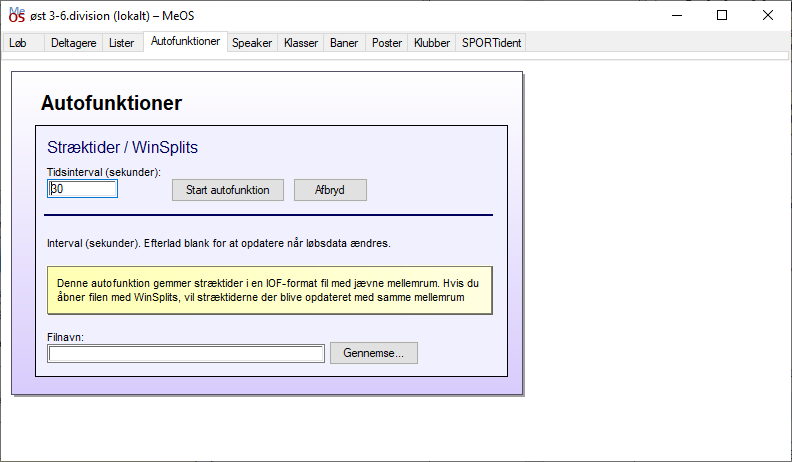 MeOS øst 3-6.division (lokalt) – MeOS
Løb Deltagere Lister Autofunktioner Speaker Klasser Baner Poster Klubber SPORTident
Autofunktioner
Stræktider / WinSplits
Tidsinterval (sekunder):
30 Start autofunktion Afbryd
Interval (sekunder). Efterlad blank for at opdatere når løbsdata ændres.
Denne autofunktion gemmer stræktider i en IOF-format fil med jævne mellemrum. Hvis du
åbner filen med WinSplits, vil stræktiderne der blive opdateret med samme mellemrum
Filnavn:
Gennemse...